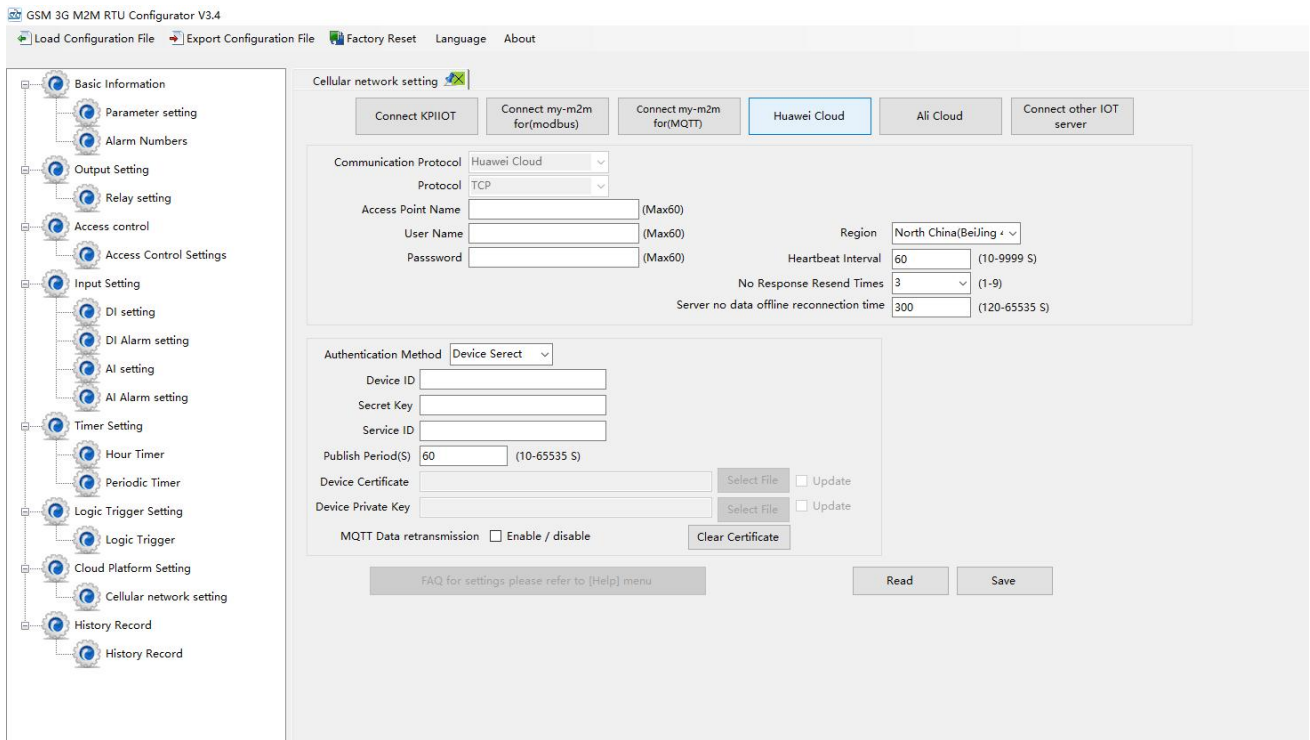 GSM 3G M2M RTU Configurator V3.4
Load Configuration File Export Configuration File Factory Reset Language About
Basic Information
Parameter setting
Alarm Numbers
Output Setting
Relay setting
Access control
Access Control Settings
Input Setting
DI setting
DI Alarm setting
AI setting
AI Alarm setting
Timer Setting
Hour Timer
Periodic Timer
Logic Trigger Setting
Logic Trigger
Cloud Platform Setting
Cellular network setting
History Record
History Record
Cellular network setting
Connect KPIIOT
Connect my-m2m
for(modbus)
Connect my-m2m
for(MQTT)
Huawei Cloud
Ali Cloud
Connect other IOT
server
Communication Protocol Huawei Cloud
Protocol TCP
Access Point Name (Max60)
User Name (Max60)
Passsword (Max60)
Region North China(BeiJing 4
Heartbeat Interval 60 (10-9999 S)
No Response Resend Times 3 (1-9)
Server no data offline reconnection time 300 (120-65535 S)
Authentication Method Device Serect
Device ID
Secret Key
Service ID
Publish Period(S) 60 (10-65535 S)
Device Certificate Select File Update
Device Private Key Select File Update
MQTT Data retransmission Enable / disable Clear Certificate
FAQ for settings please refer to [Help] menu Read Save